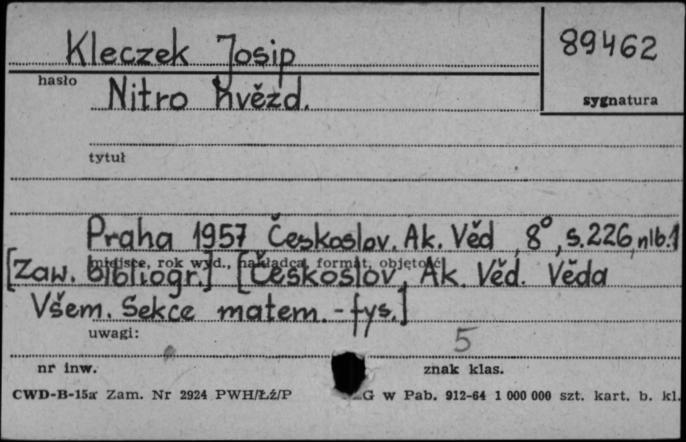 Kleczek Josip
89462
hasło
Nitro hvězd.
sygnatura
tytuł
Praha 1957 Českoslov. Ak. Věd, 8°, s. 226, nlb. 1
miejsce, rok wyd., nakładca, format, objętość
[Zaw. bibliogr.] [Českoslov. Ak. Věd. Věda
Všem. Sekce matem.-fys.]
uwagi:
5
nr inw.
znak klas.
CWD-B-15a Zam. Nr 2924 PWH/Łź/P
G w Pab. 912-64 1 000 000 szt. kart. b. kl.